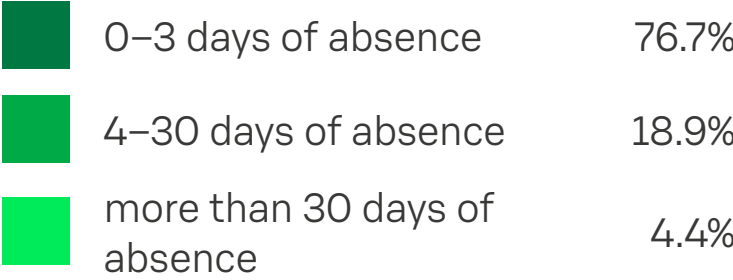 0–3 days of absence 76.7%
4–30 days of absence 18.9%
more than 30 days of
absence 4.4%